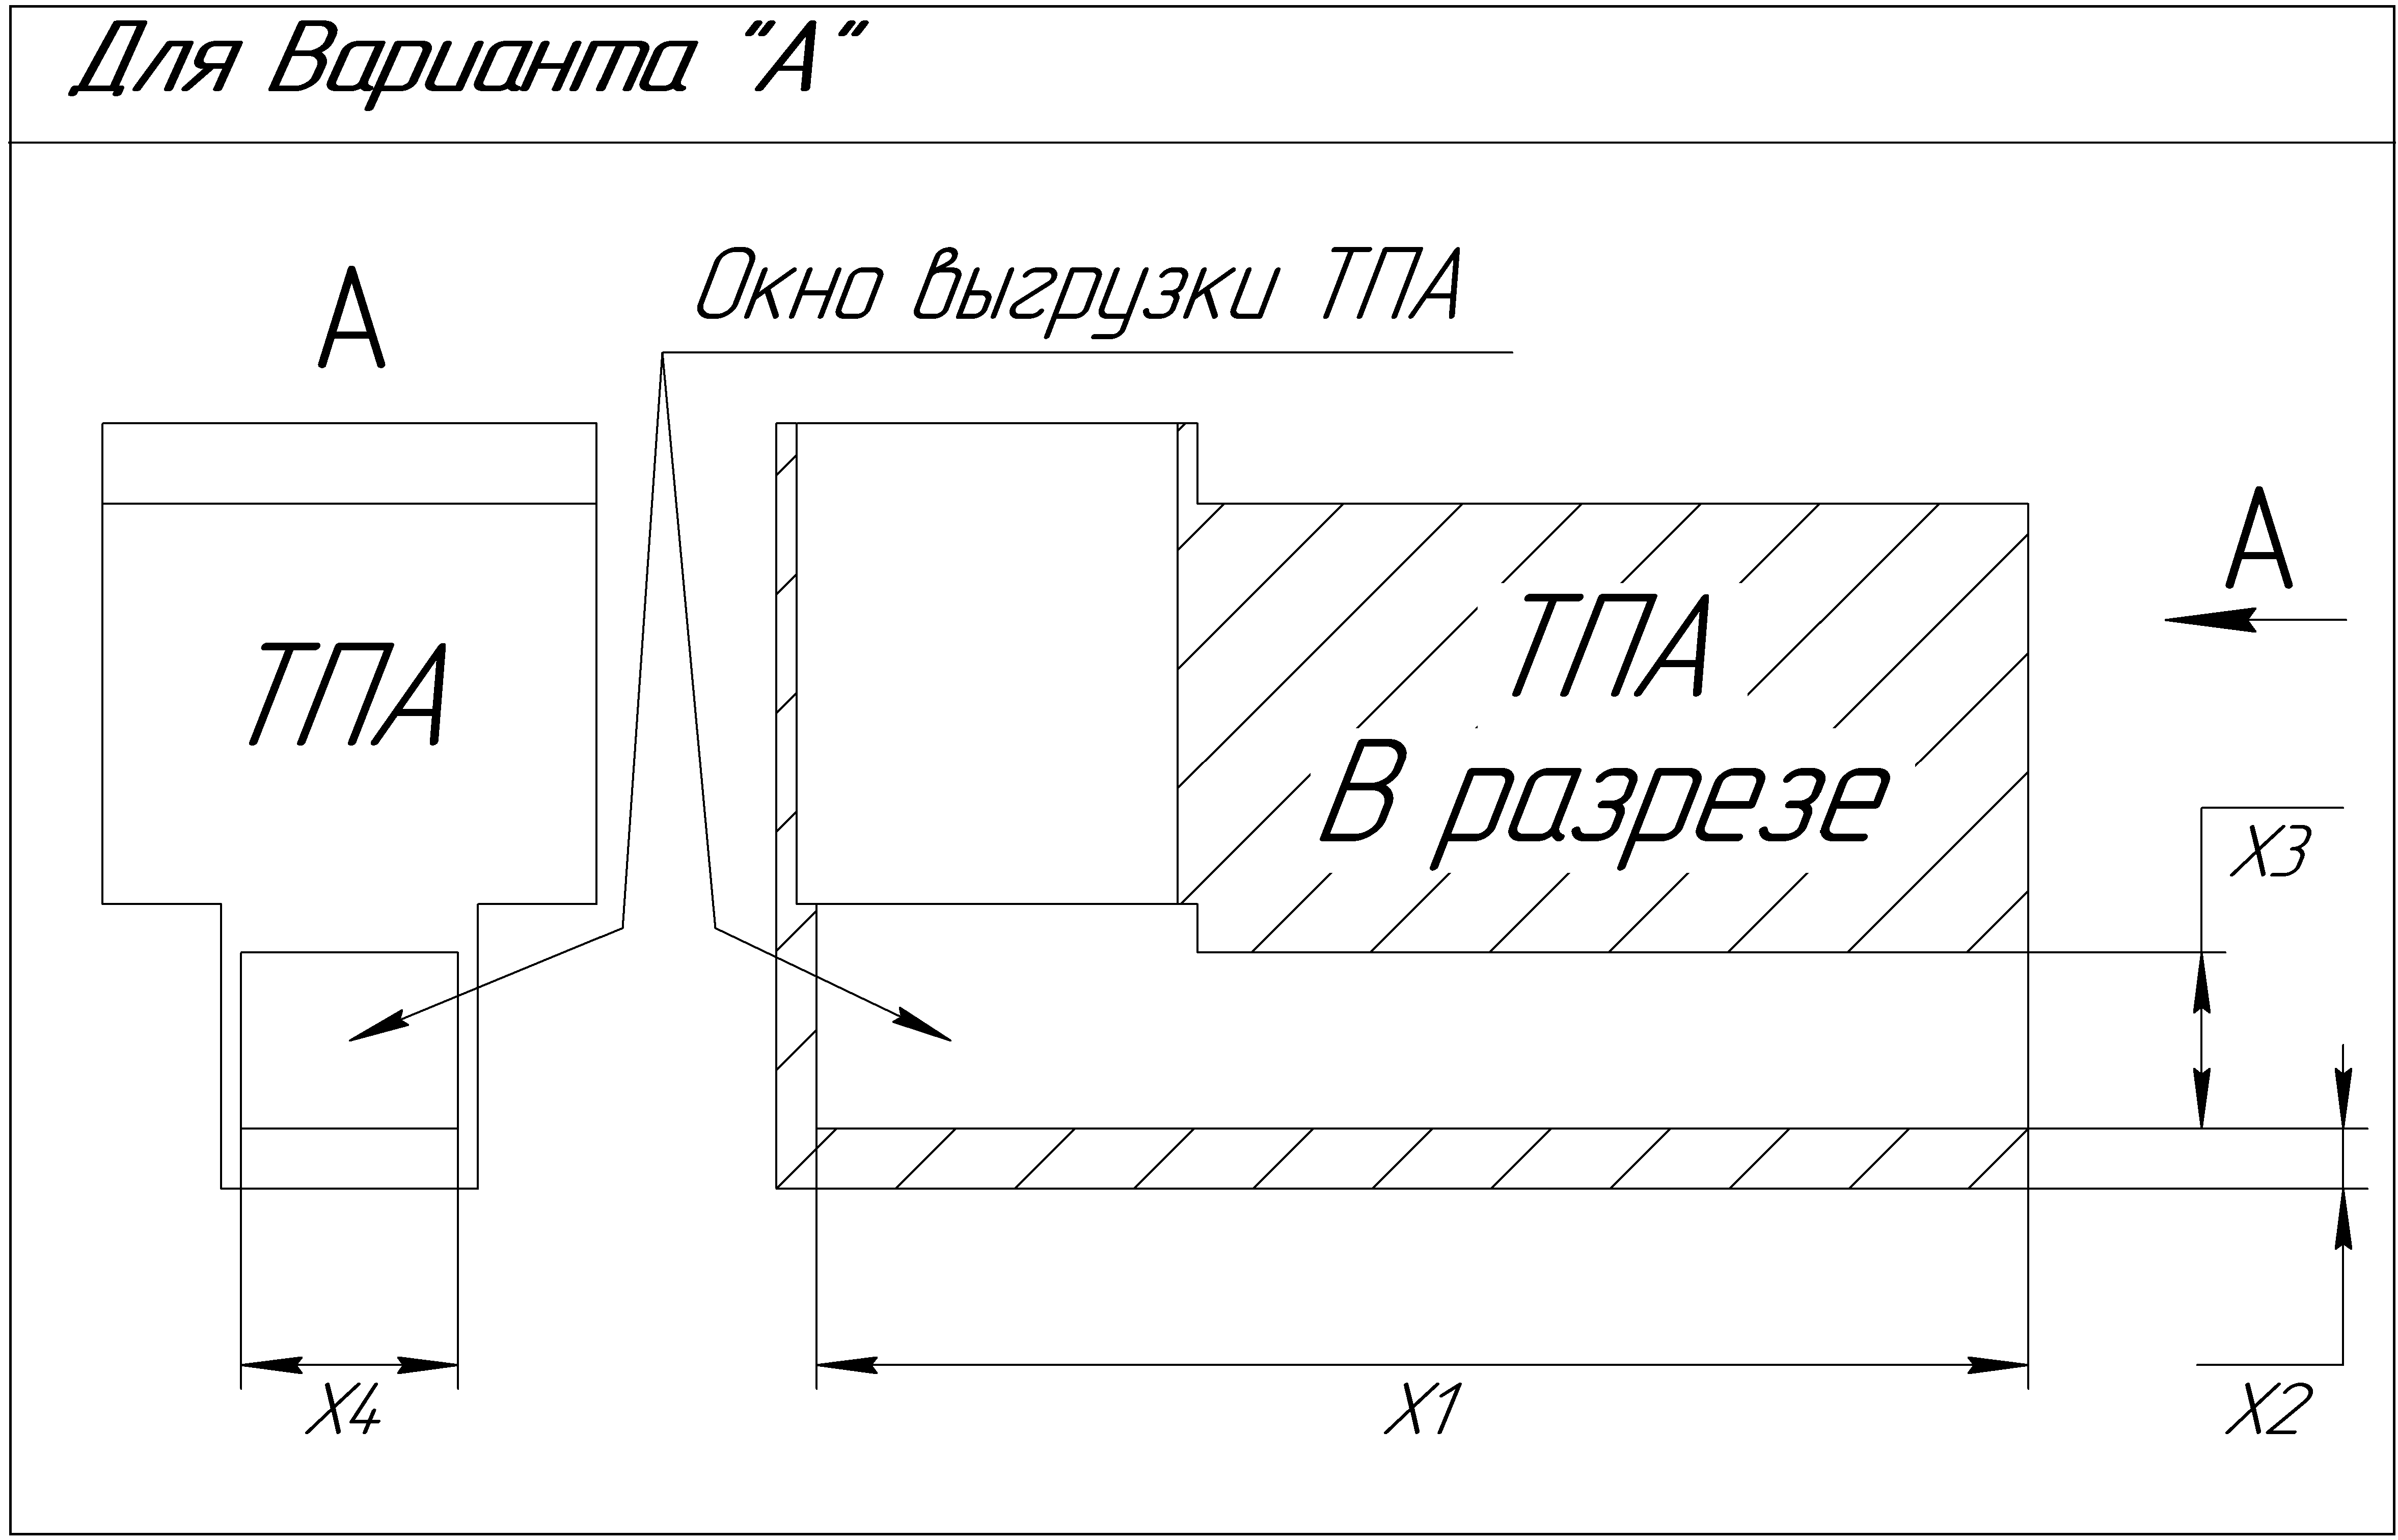 Для Варианта "А"
Окно выгрузки ТПА
А
А
ТПА
ТПА
В разрезе
Х3
Х4
Х1
Х2